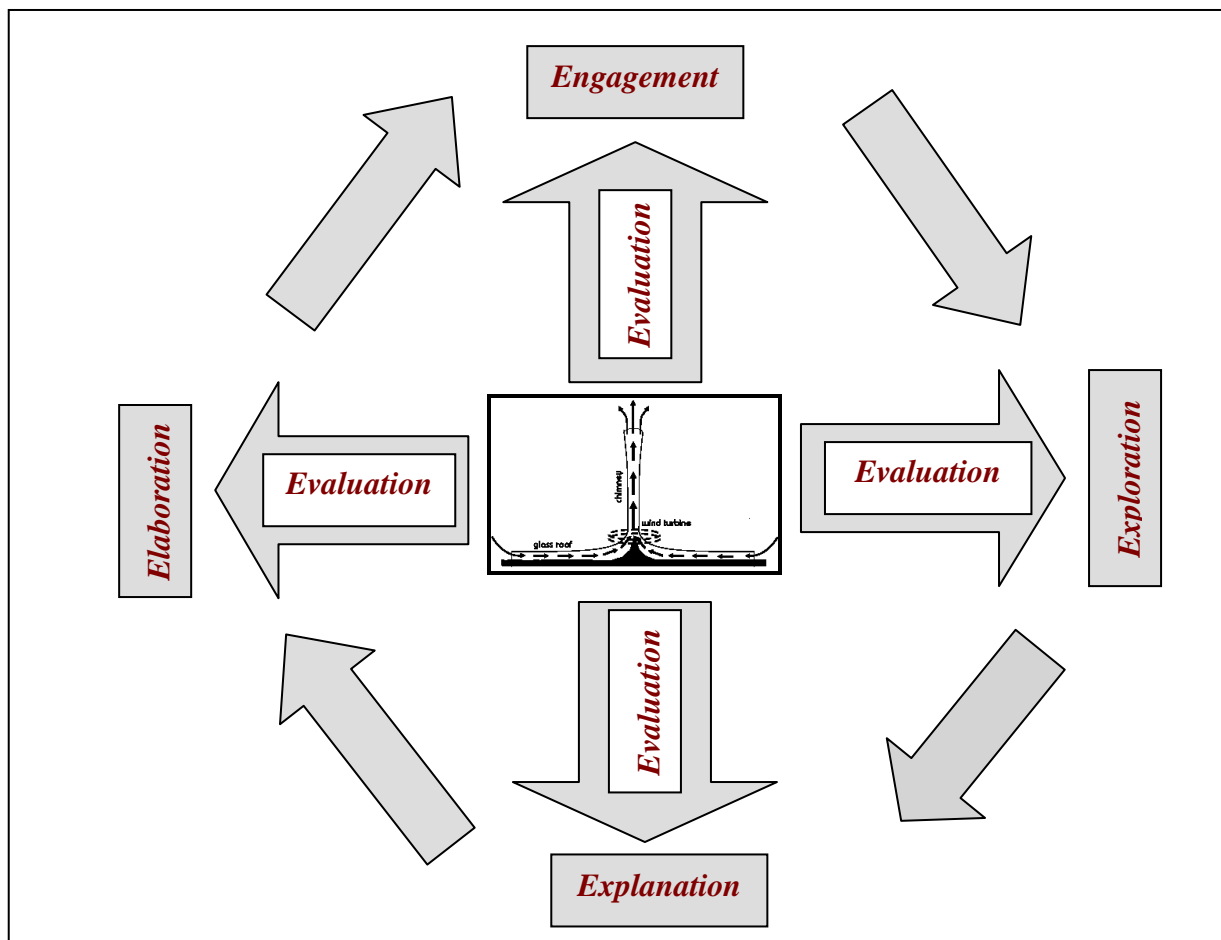 Engagement
Evaluation
Elaboration
Evaluation
chimney
wind turbine
glass roof
Evaluation
Exploration
Evaluation
Explanation